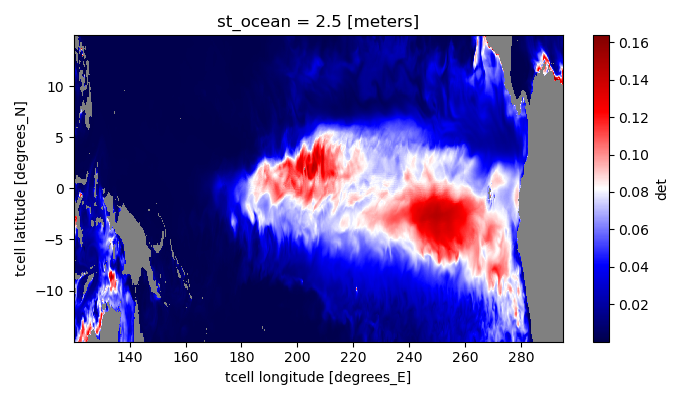 st_ocean = 2.5 [meters]
10
5
0
−5
−10
tcell latitude [degrees_N]
140 160 180 200 220 240 260 280
tcell longitude [degrees_E]
0.16
0.14
0.12
0.10
0.08
0.06
0.04
0.02
det